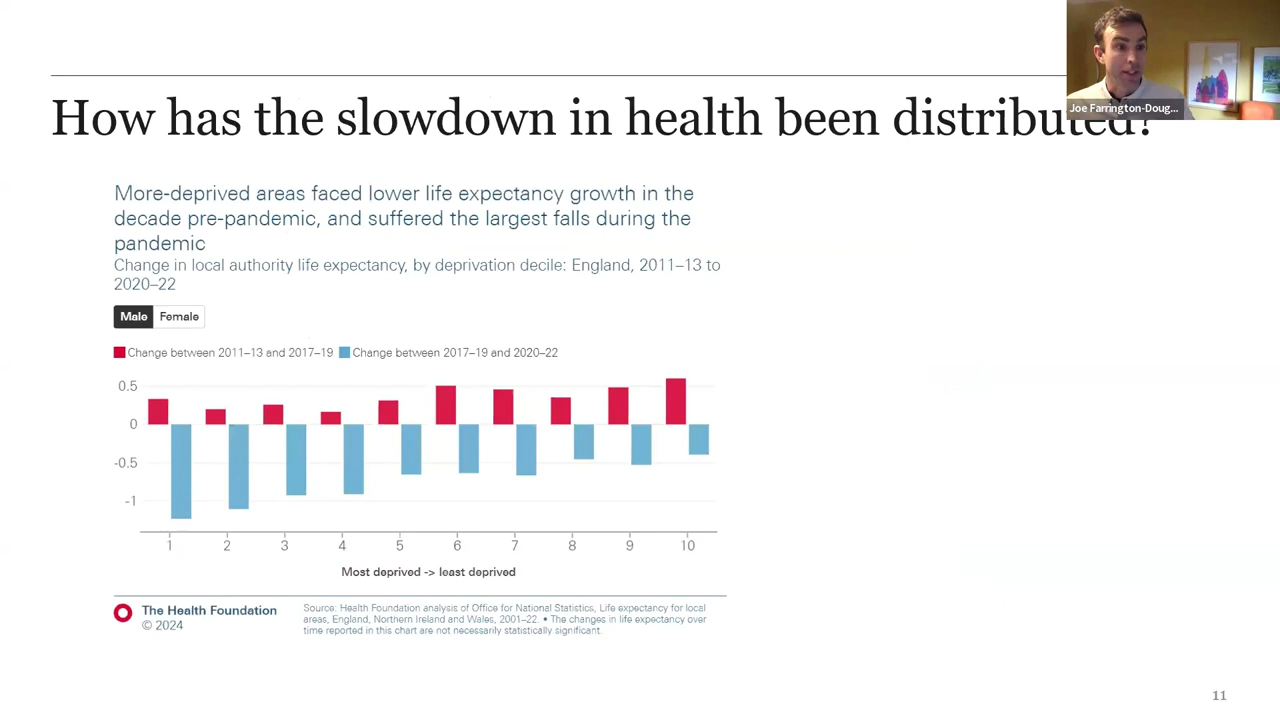 How has the slowdown in health been distributed?
Joe Farrington-Doug...
More-deprived areas faced lower life expectancy growth in the
decade pre-pandemic, and suffered the largest falls during the
pandemic
Change in local authority life expectancy, by deprivation decile: England, 2011–13 to
2020–22
Male Female
Change between 2011–13 and 2017–19 Change between 2017–19 and 2020–22
0.5
0
-0.5
-1
1 2 3 4 5 6 7 8 9 10
Most deprived -> least deprived
The Health Foundation
© 2024
Source: Health Foundation analysis of Office for National Statistics, Life expectancy for local
areas, England, Northern Ireland and Wales, 2001–22. • The changes in life expectancy over
time reported in this chart are not necessarily statistically significant.
11